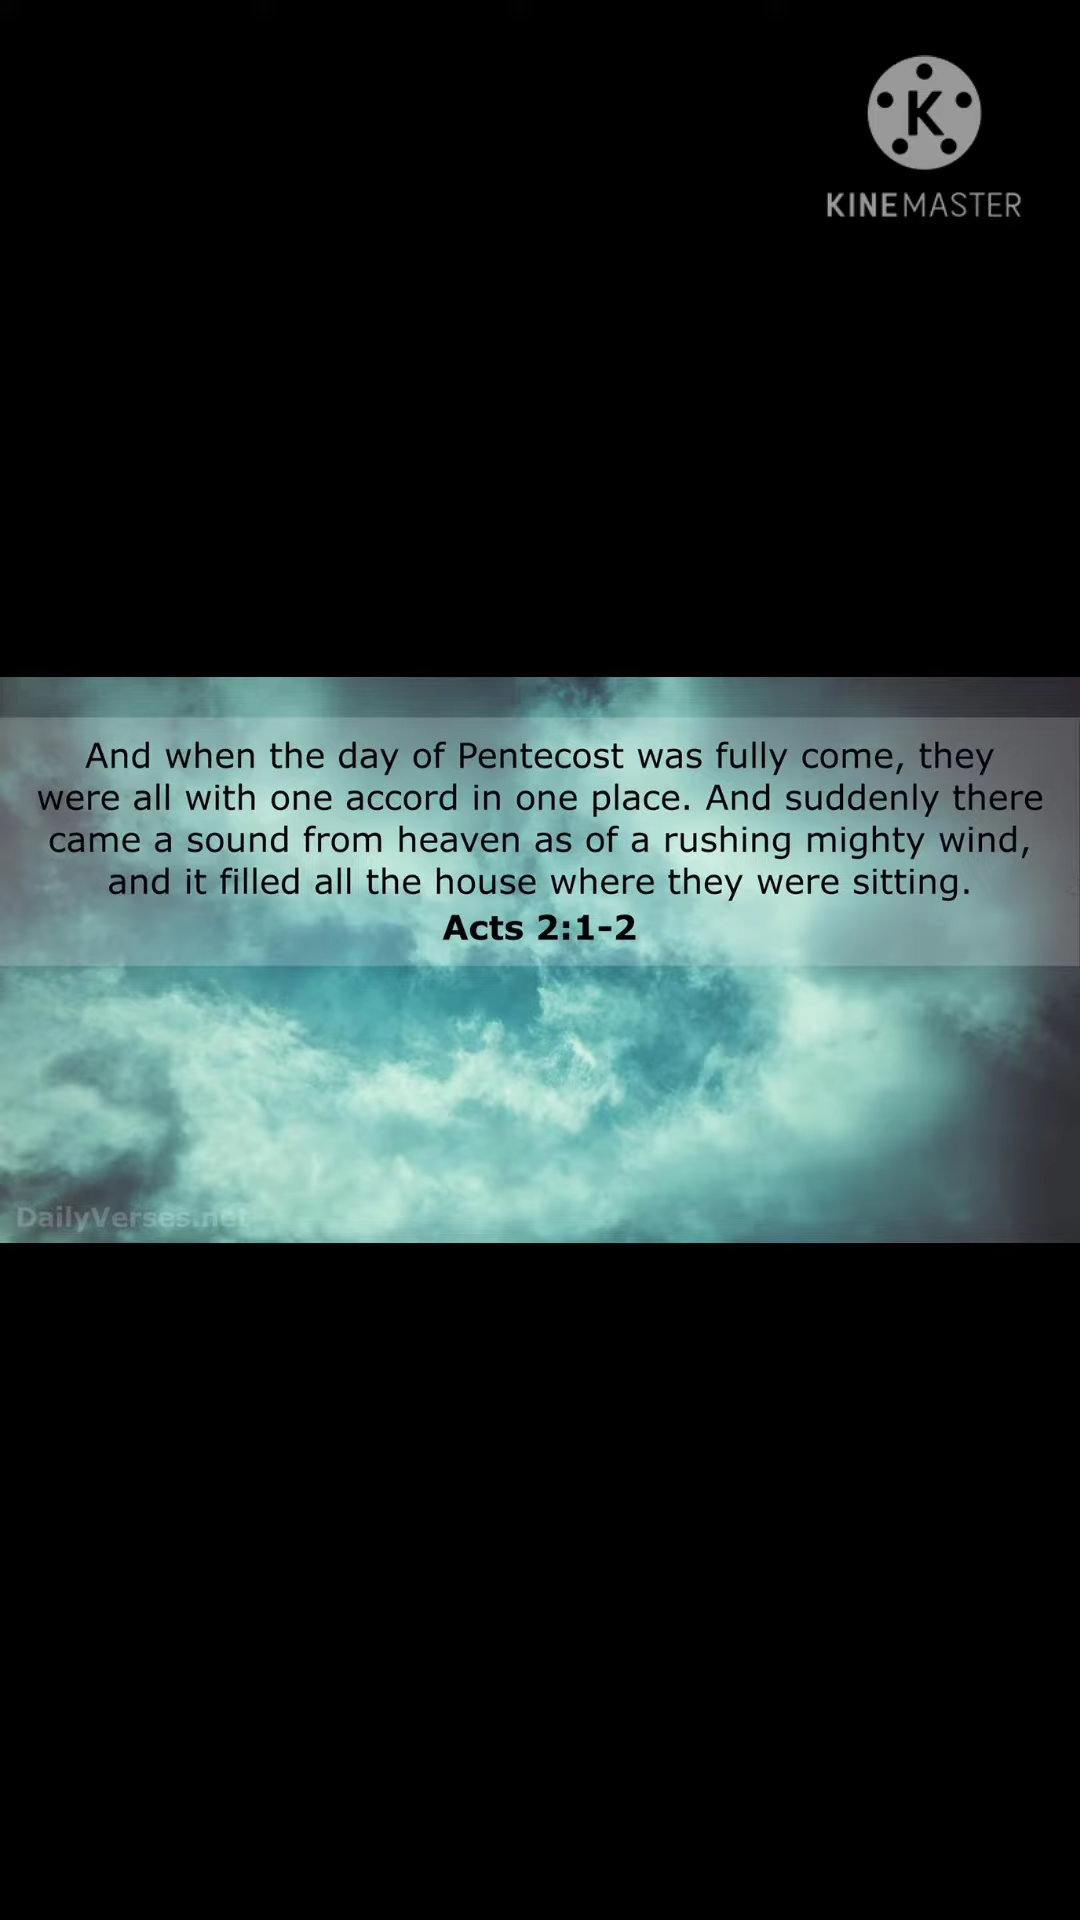 K
KINEMASTER
And when the day of Pentecost was fully come, they
were all with one accord in one place. And suddenly there
came a sound from heaven as of a rushing mighty wind,
and it filled all the house where they were sitting.
Acts 2:1-2
DailyVerses.net